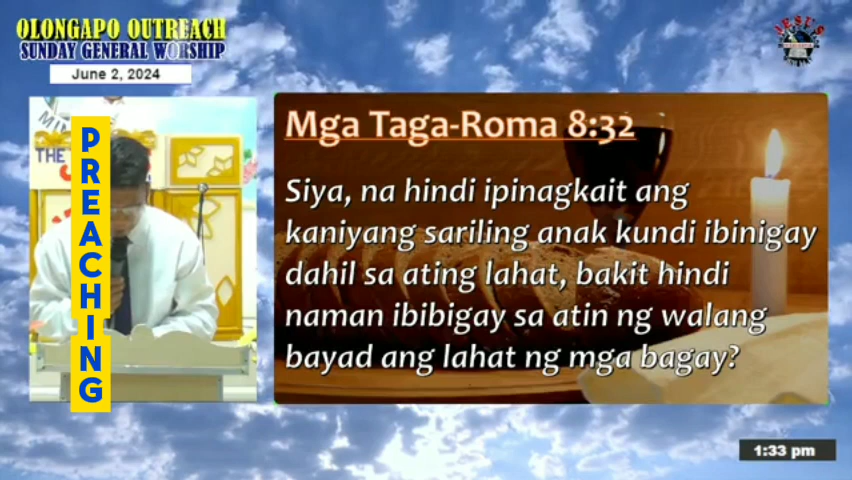 OLONGAPO OUTREACH
SUNDAY GENERAL WORSHIP
June 2, 2024
JESUS
THE
PREACHING
Mga Taga-Roma 8:32
Siya, na hindi ipinagkait ang
kaniyang sariling anak kundi ibinigay
dahil sa ating lahat, bakit hindi
naman ibibigay sa atin ng walang
bayad ang lahat ng mga bagay?
1:33 pm